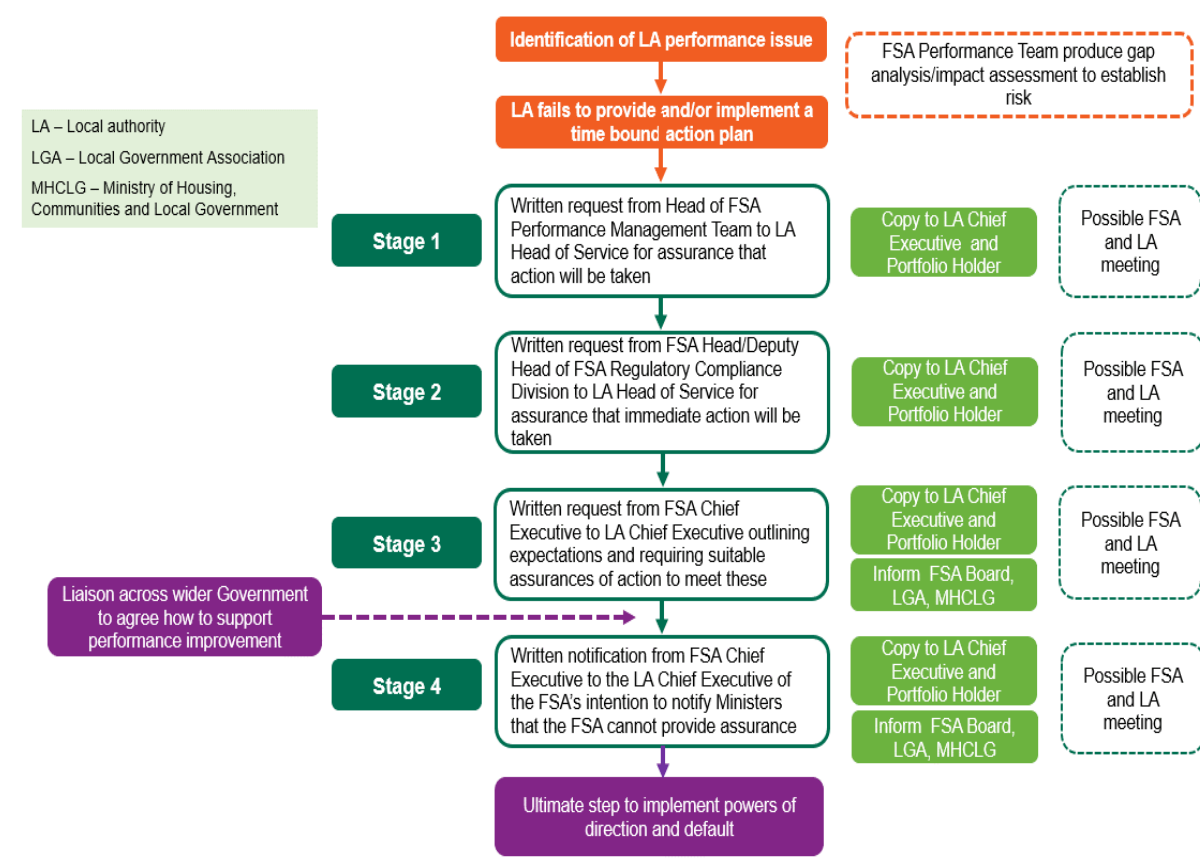 Identification of LA performance issue
FSA Performance Team produce gap
analysis/impact assessment to establish
risk
LA fails to provide and/or implement a
time bound action plan
LA – Local authority
LGA – Local Government Association
MHCLG – Ministry of Housing,
Communities and Local Government
Stage 1
Written request from Head of FSA
Performance Management Team to LA
Head of Service for assurance that
action will be taken
Copy to LA Chief
Executive and
Portfolio Holder
Possible FSA
and LA
meeting
Stage 2
Written request from FSA Head/Deputy
Head of FSA Regulatory Compliance
Division to LA Head of Service for
assurance that immediate action will be
taken
Copy to LA Chief
Executive and
Portfolio Holder
Possible FSA
and LA
meeting
Stage 3
Written request from FSA Chief
Executive to LA Chief Executive outlining
expectations and requiring suitable
assurances of action to meet these
Copy to LA Chief
Executive and
Portfolio Holder
Inform FSA Board,
LGA, MHCLG
Possible FSA
and LA
meeting
Liaison across wider Government
to agree how to support
performance improvement
Stage 4
Written notification from FSA Chief
Executive to the LA Chief Executive of
the FSA's intention to notify Ministers
that the FSA cannot provide assurance
Copy to LA Chief
Executive and
Portfolio Holder
Inform FSA Board,
LGA, MHCLG
Possible FSA
and LA
meeting
Ultimate step to implement powers of
direction and default